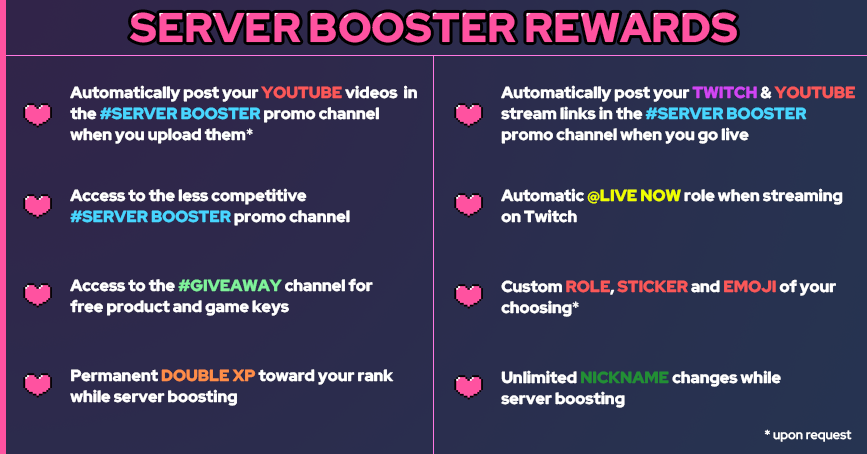 SERVER BOOSTER REWARDS
Automatically post your YOUTUBE videos in
the #SERVER BOOSTER promo channel
when you upload them*
Access to the less competitive
#SERVER BOOSTER promo channel
Access to the #GIVEAWAY channel for
free product and game keys
Permanent DOUBLE XP toward your rank
while server boosting
Automatically post your TWITCH & YOUTUBE
stream links in the #SERVER BOOSTER
promo channel when you go live
Automatic @LIVE NOW role when streaming
on Twitch
Custom ROLE, STICKER and EMOJI of your
choosing*
Unlimited NICKNAME changes while
server boosting
* upon request